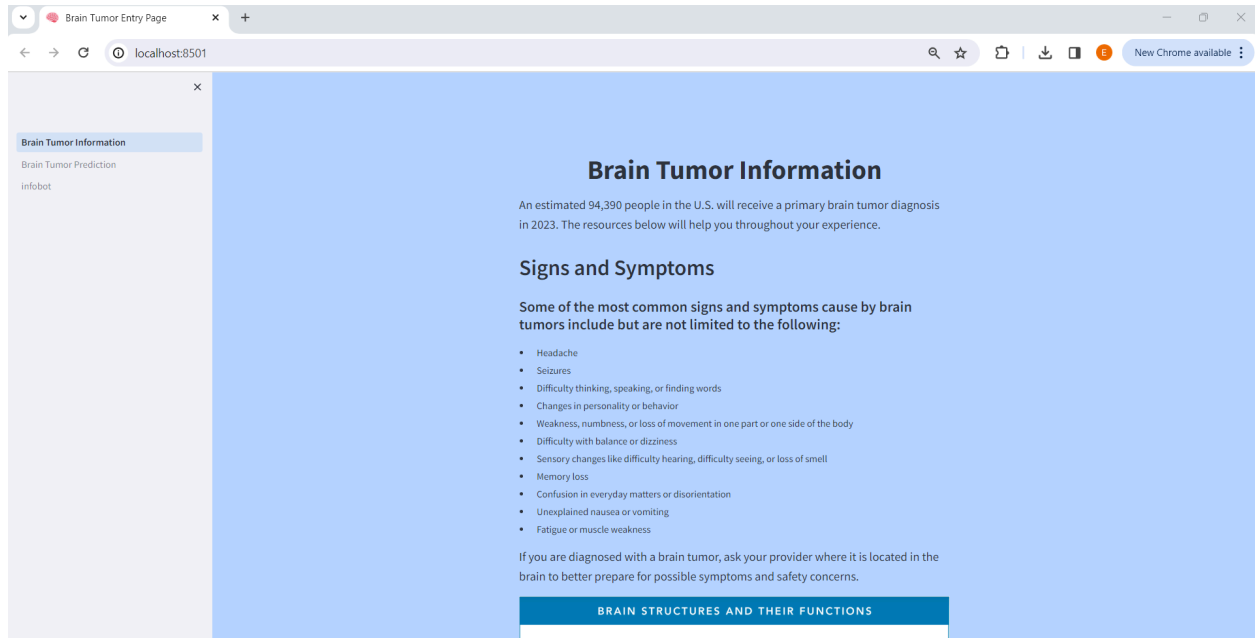 Brain Tumor Entry Page
localhost:8501
E
New Chrome available
Brain Tumor Information
Brain Tumor Prediction
infobot
Brain Tumor Information
An estimated 94,390 people in the U.S. will receive a primary brain tumor diagnosis
in 2023. The resources below will help you throughout your experience.
Signs and Symptoms
Some of the most common signs and symptoms cause by brain
tumors include but are not limited to the following:
• Headache
• Seizures
• Difficulty thinking, speaking, or finding words
• Changes in personality or behavior
• Weakness, numbness, or loss of movement in one part or one side of the body
• Difficulty with balance or dizziness
• Sensory changes like difficulty hearing, difficulty seeing, or loss of smell
• Memory loss
• Confusion in everyday matters or disorientation
• Unexplained nausea or vomiting
• Fatigue or muscle weakness
If you are diagnosed with a brain tumor, ask your provider where it is located in the
brain to better prepare for possible symptoms and safety concerns.
BRAIN STRUCTURES AND THEIR FUNCTIONS